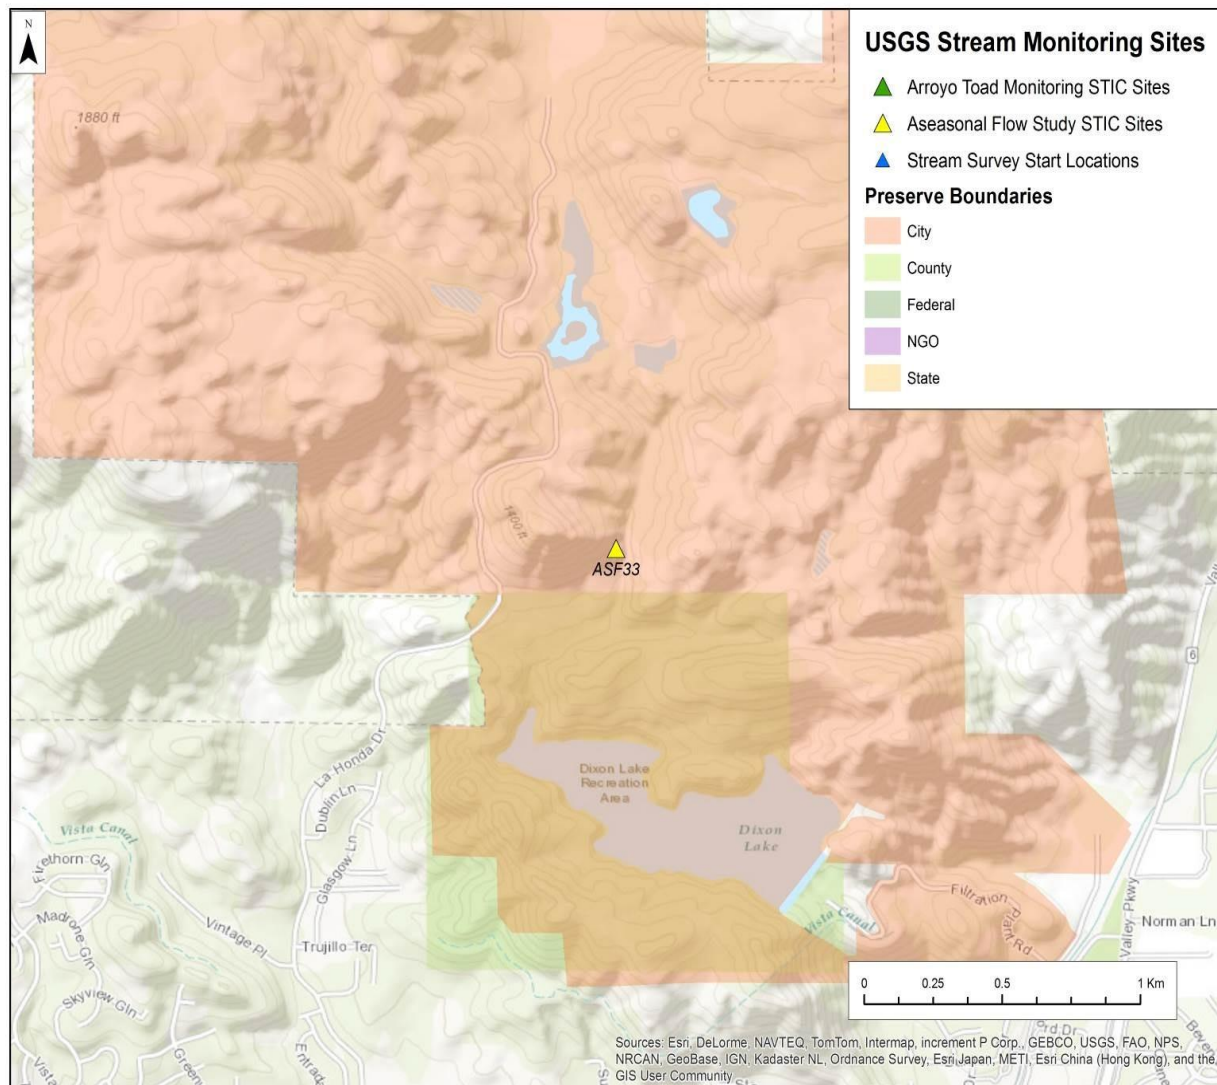 N
USGS Stream Monitoring Sites
Arroyo Toad Monitoring STIC Sites
Aseasonal Flow Study STIC Sites
Stream Survey Start Locations
Preserve Boundaries
City
County
Federal
NGO
State
1880 ft
1400 ft
ASF33
6
La Honda Dr
Dublin Ln
Glasgow Ln
Dixon Lake
Recreation
Area
Dixon
Lake
Vista Canal
Firethorn Gln
Madrone Gln
Vintage Pl
Trujillo Ter
Skyview Gln
Vista Canal
Filtration Plant Rd
Valley Pkwy
Norman Ln
0 0.25 0.5 1 Km
Sources: Esri, DeLorme, NAVTEQ, TomTom, Intermap, increment P Corp., GEBCO, USGS, FAO, NPS,
NRCAN, GeoBase, IGN, Kadaster NL, Ordnance Survey, Esri Japan, METI, Esri China (Hong Kong), and the
GIS User Community